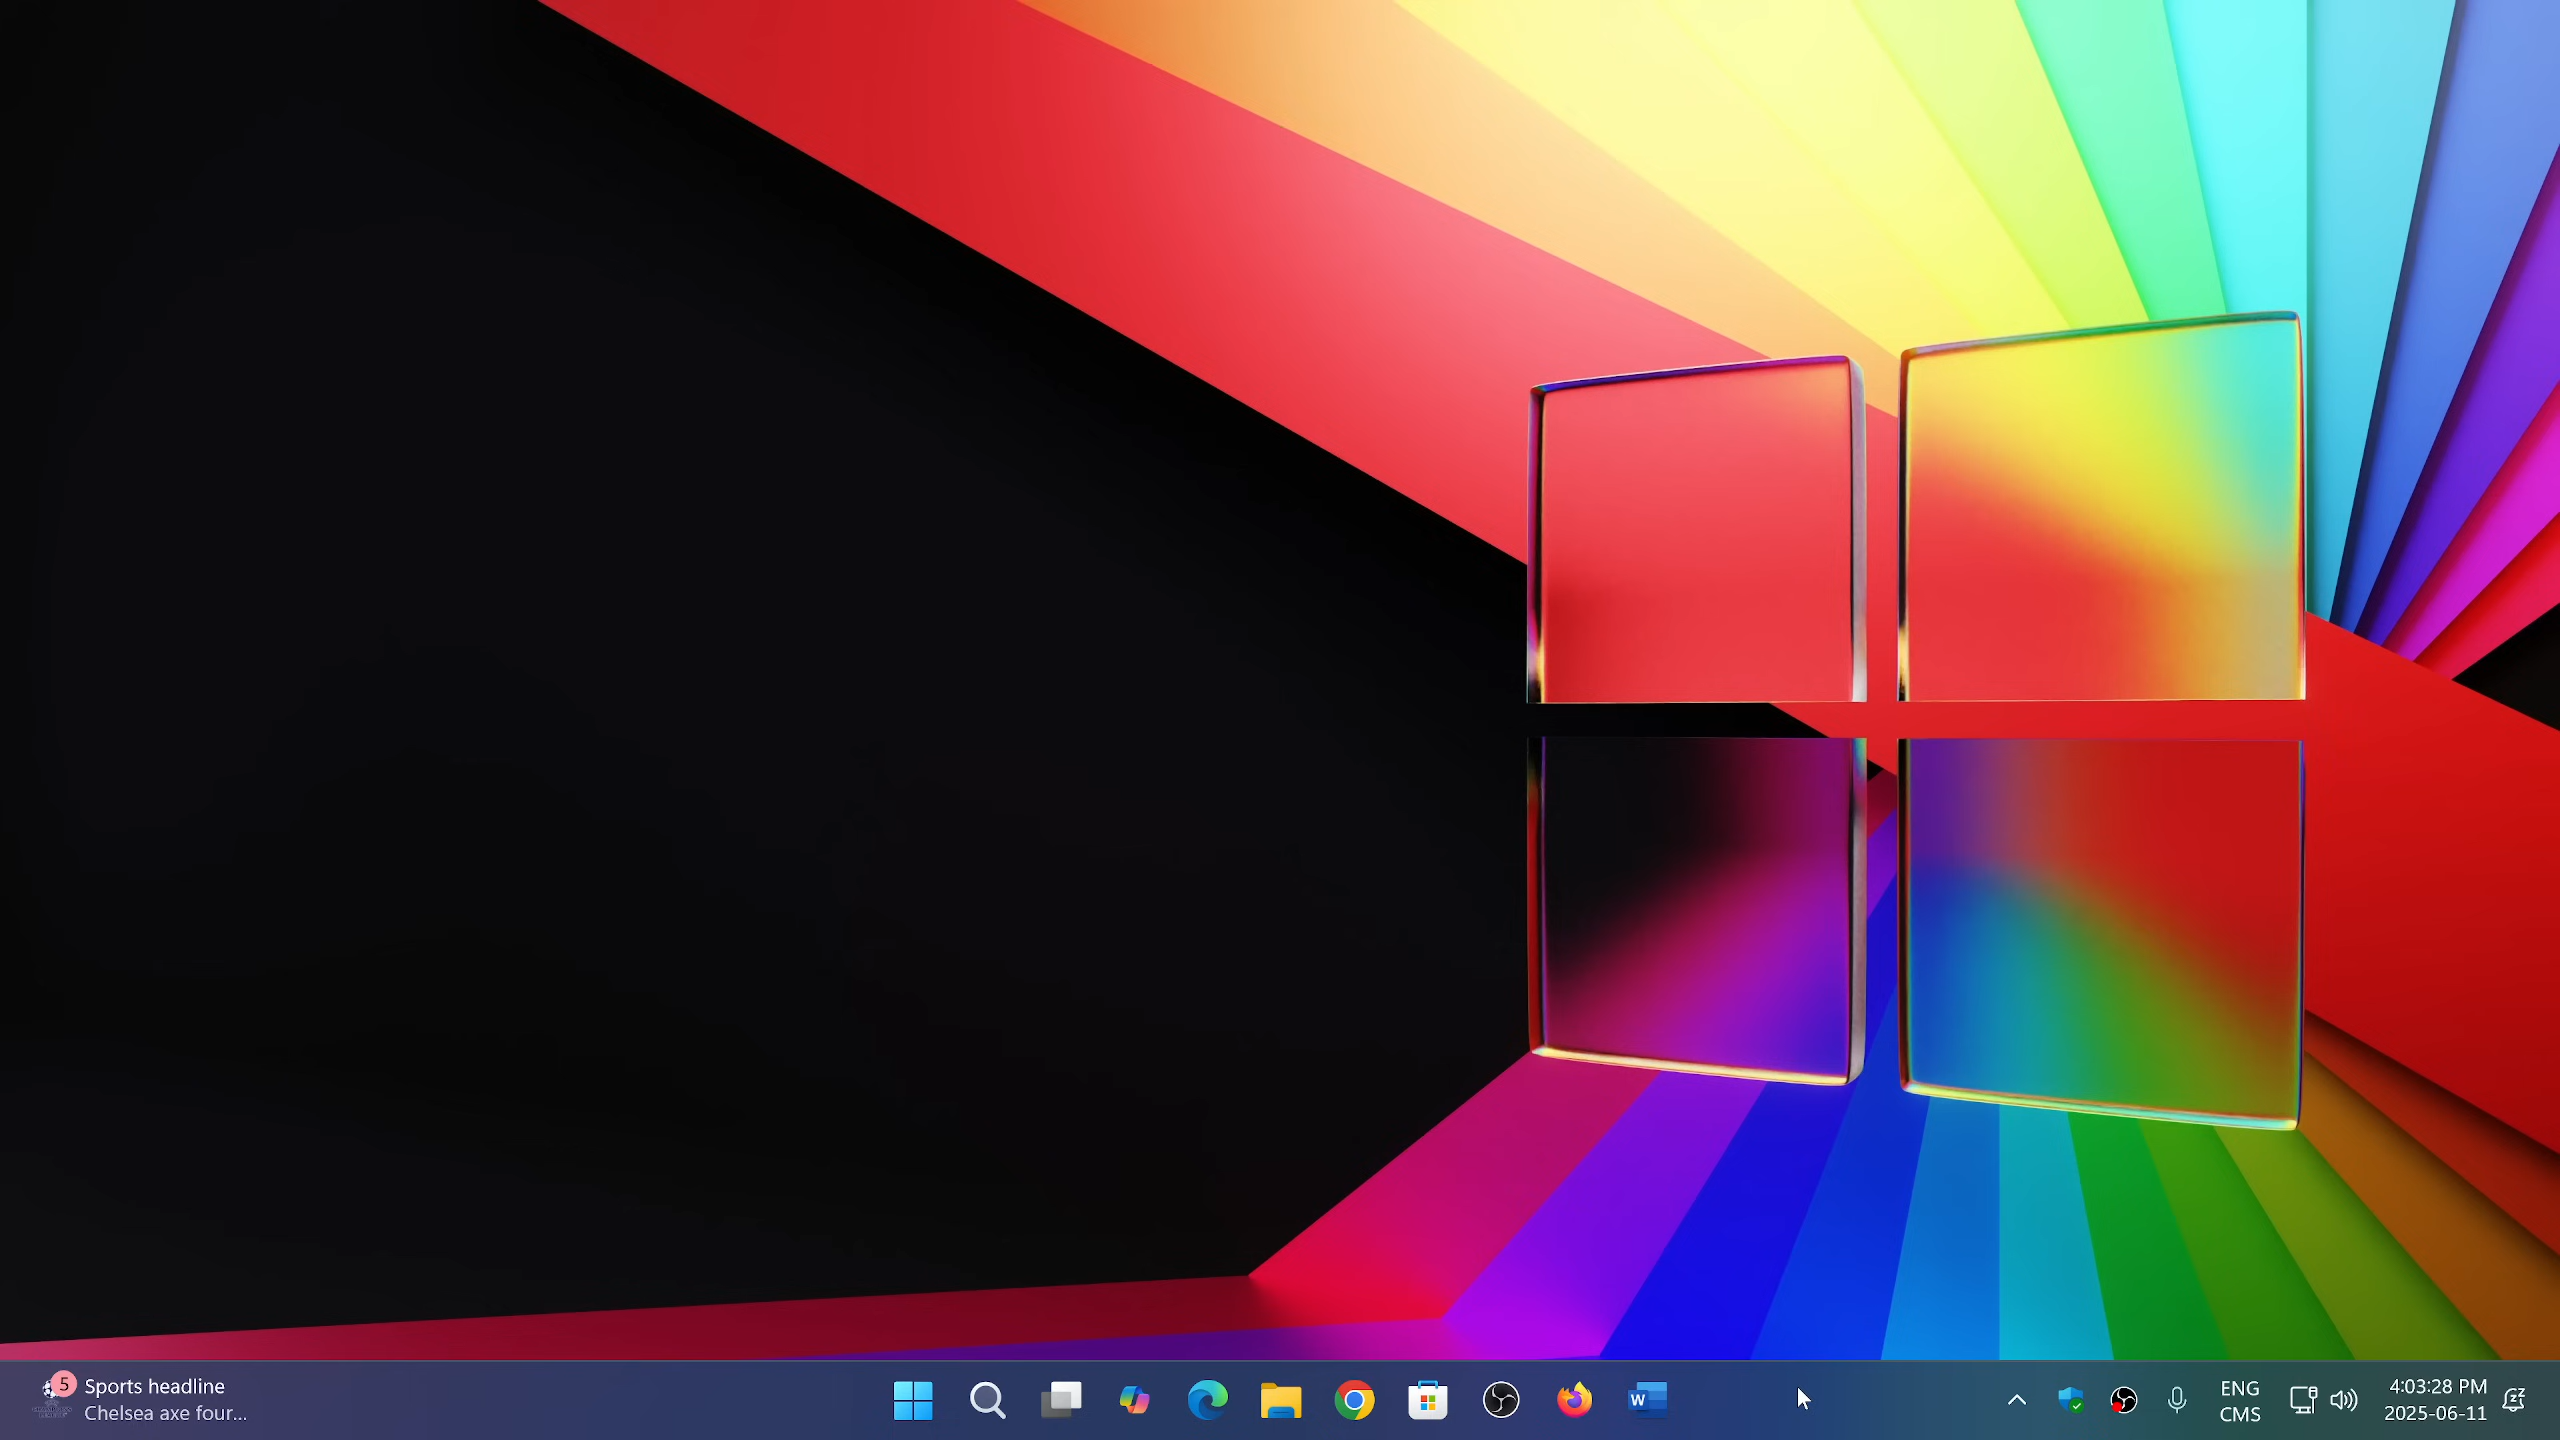 5
Sports headline
Chelsea axe four...
W
ENG
CMS
4:03:28 PM
2025-06-11